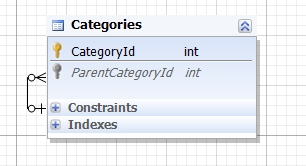 Categories
CategoryId int
ParentCategoryId int
Constraints
Indexes